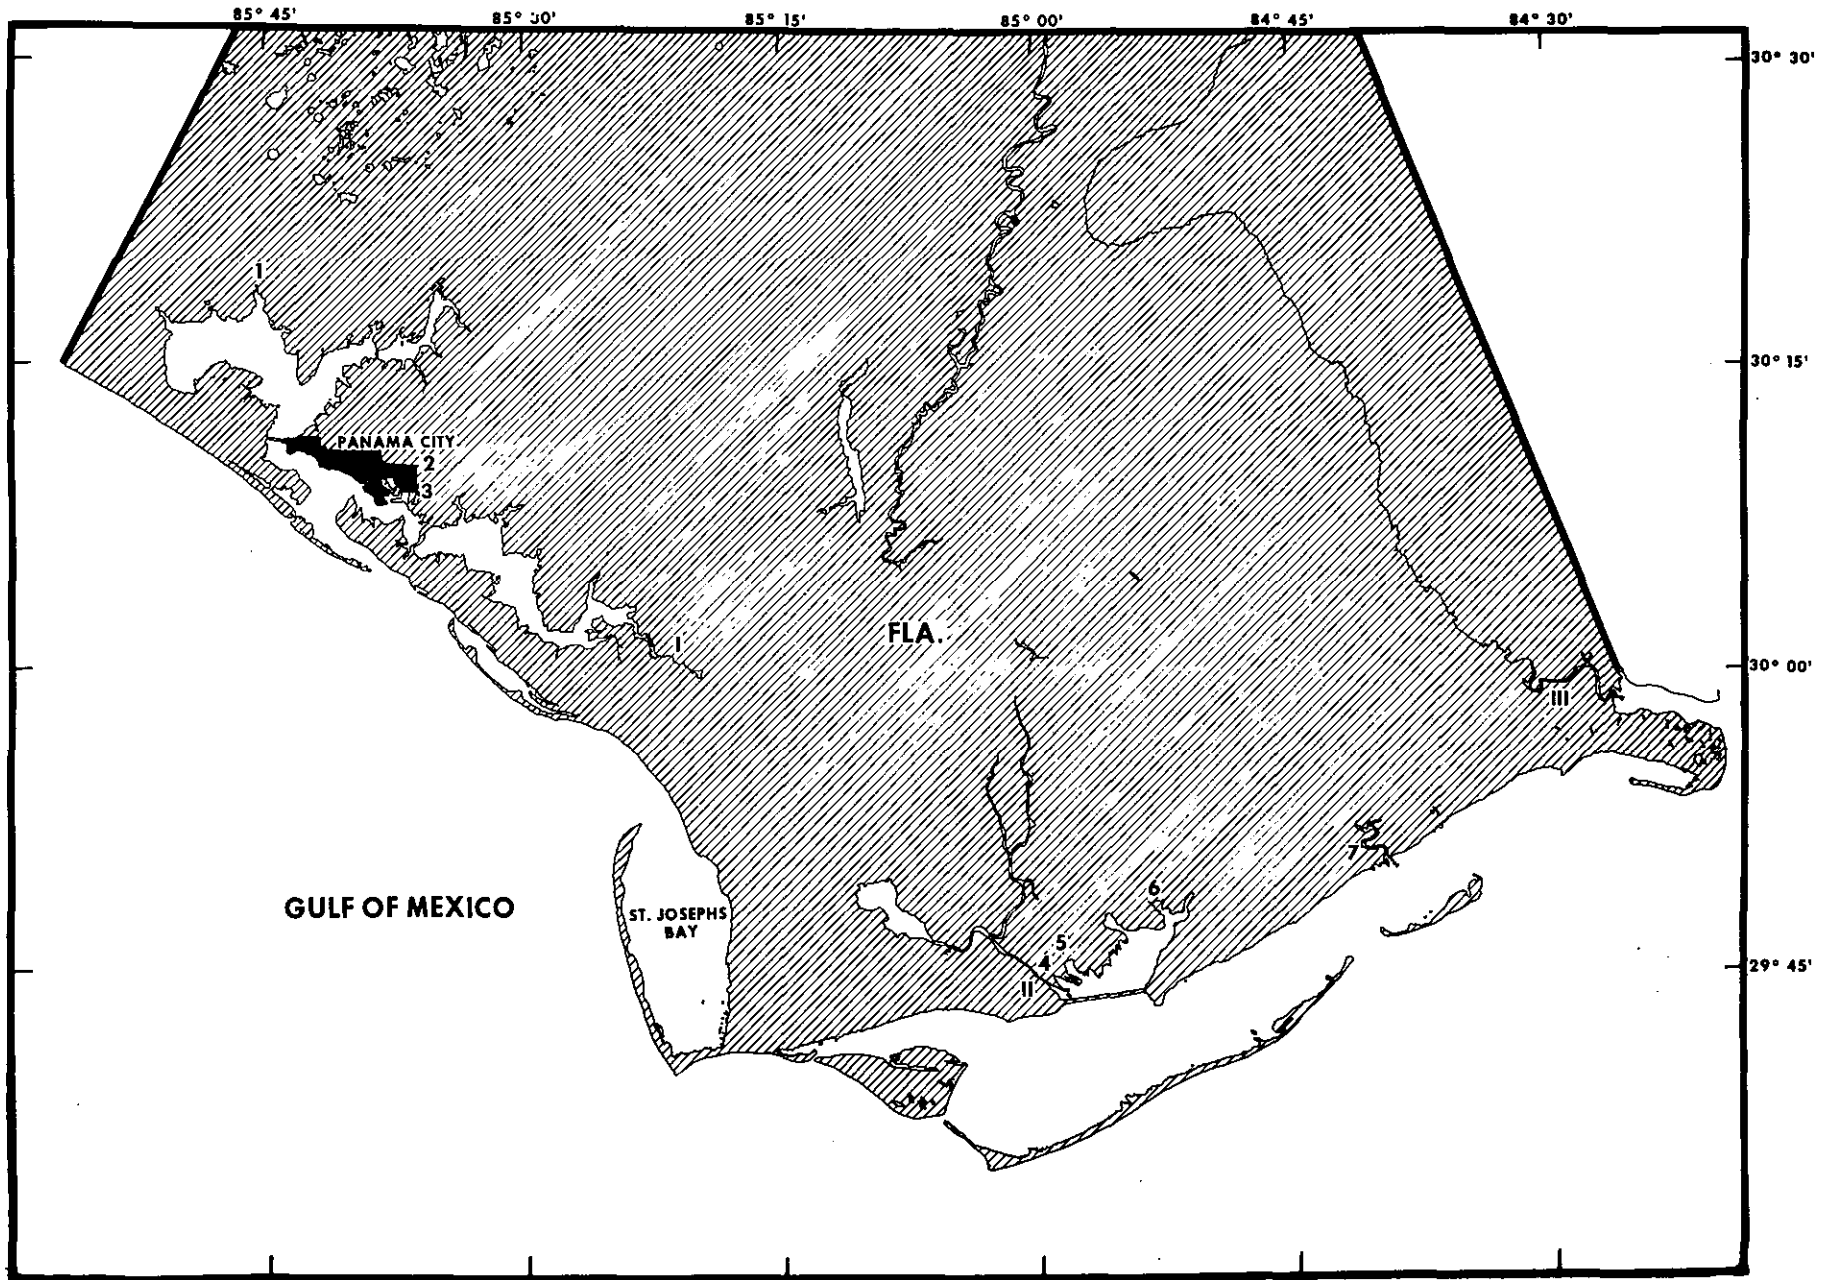 85° 45'
85° 30'
85° 15'
85° 00'
84° 45'
84° 30'
30° 30'
1
30° 15'
PANAMA CITY
2
3
FLA.
I
30° 00'
III
7
6
GULF OF MEXICO
ST. JOSEPHS
BAY
5
4
29° 45'
II